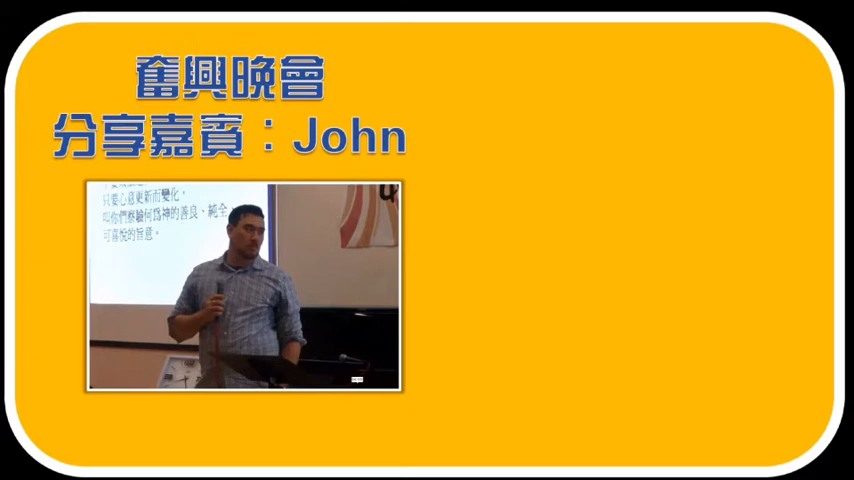 奮興晚會
分享嘉賓：John
只要心意更新而變化，
叫你們察驗何為神的善良、純全、
可喜悅的旨意。